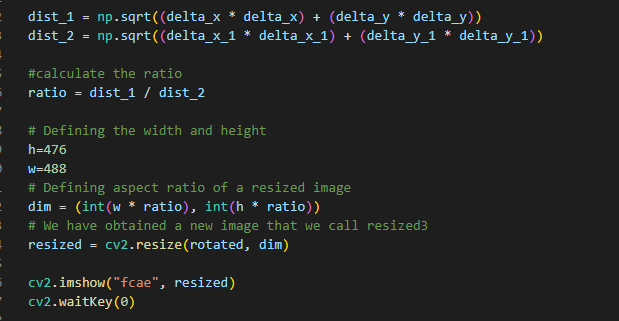 dist_1 = np.sqrt((delta_x * delta_x) + (delta_y * delta_y))
dist_2 = np.sqrt((delta_x_1 * delta_x_1) + (delta_y_1 * delta_y_1))
#calculate the ratio
ratio = dist_1 / dist_2
# Defining the width and height
h=476
w=488
# Defining aspect ratio of a resized image
dim = (int(w * ratio), int(h * ratio))
# We have obtained a new image that we call resized3
resized = cv2.resize(rotated, dim)
cv2.imshow("fcae", resized)
cv2.waitKey(0)